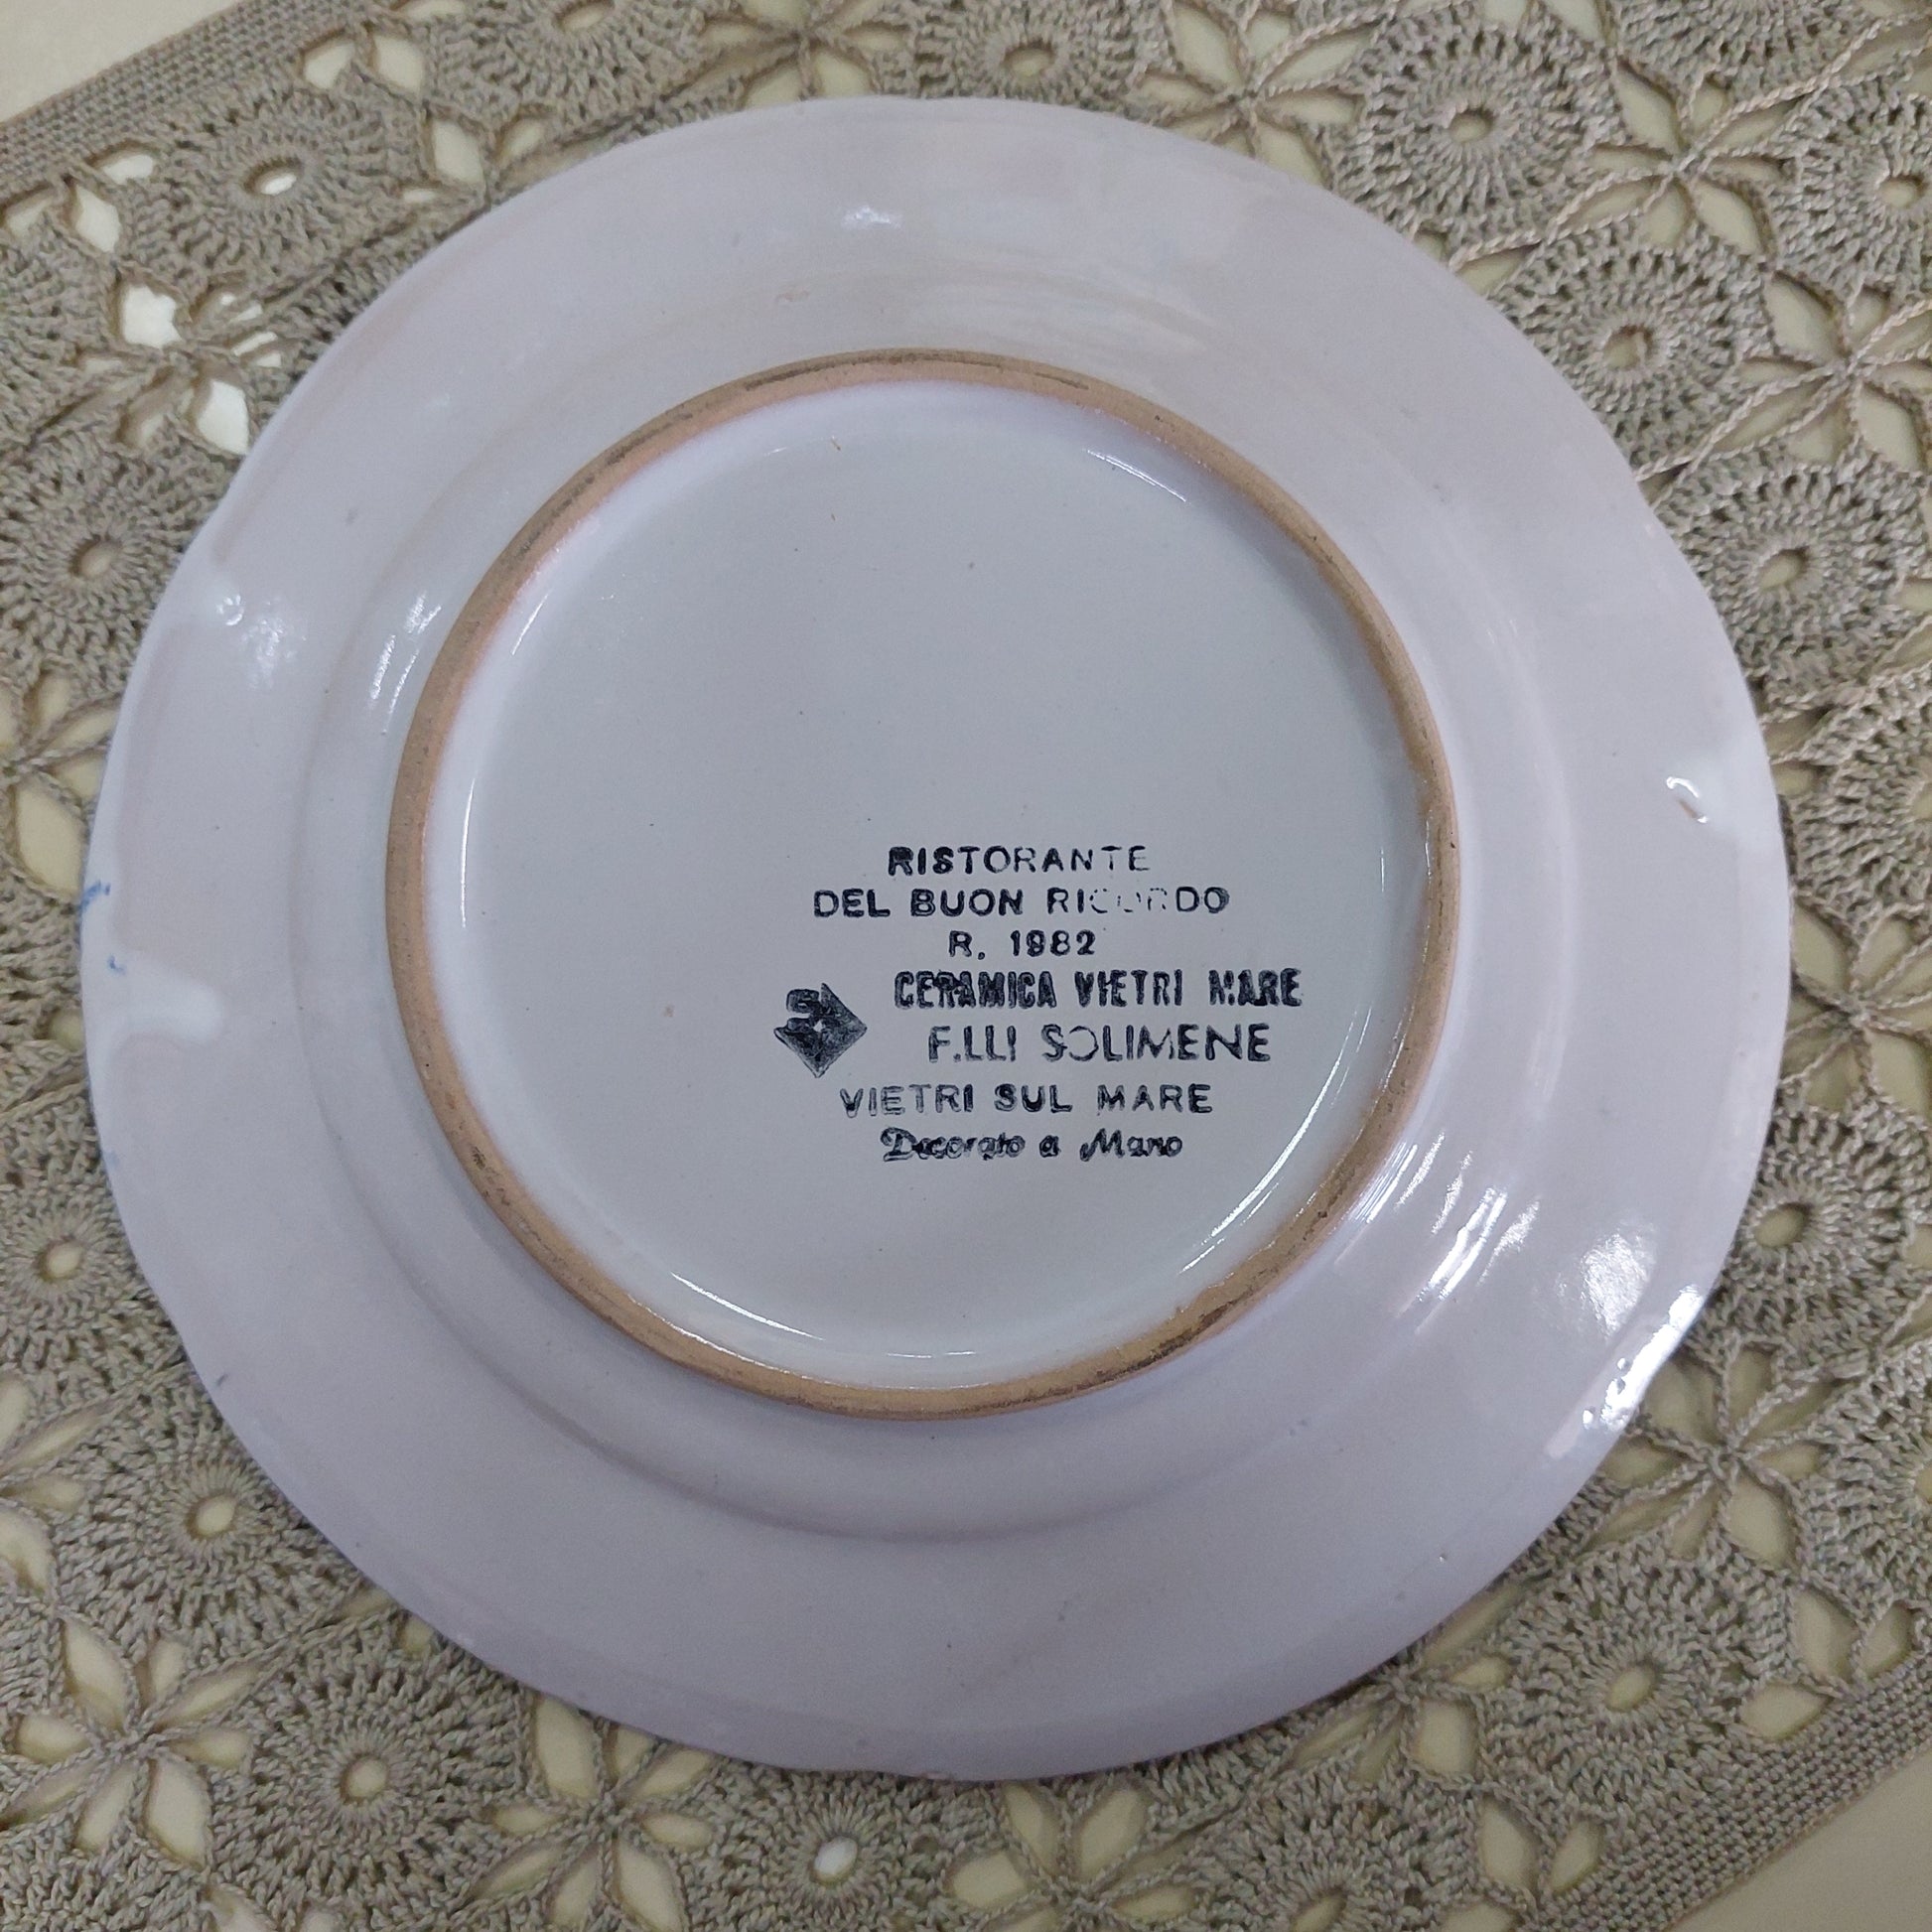 RISTORANTE
DEL BUON RICORDO
R. 1982
CERAMICA VIETRI MARE
F.LLI SOLIMENE
VIETRI SUL MARE
Decorato a Mano